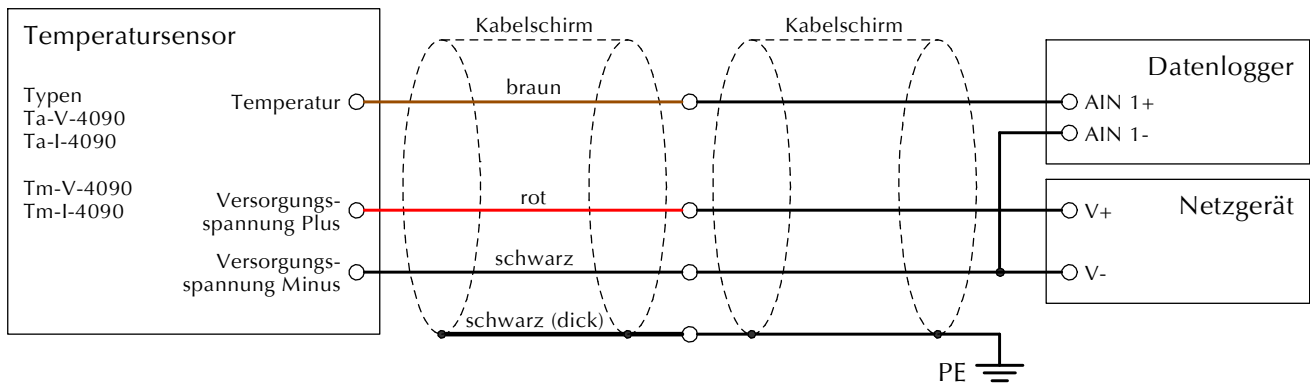 Temperatursensor
Typen
Ta-V-4090
Ta-I-4090
Tm-V-4090
Tm-I-4090
Temperatur
Versorgungs-
spannung Plus
Versorgungs-
spannung Minus
Kabelschirm
Kabelschirm
braun
rot
schwarz
schwarz (dick)
PE
Datenlogger
AIN 1+
AIN 1-
Netzgerät
V+
V-